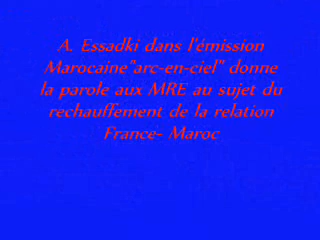 A. Essadki dans l'émission
Marocaine"arc-en-ciel" donne
la parole aux MRE au sujet du
rechauffement de la relation
France- Maroc